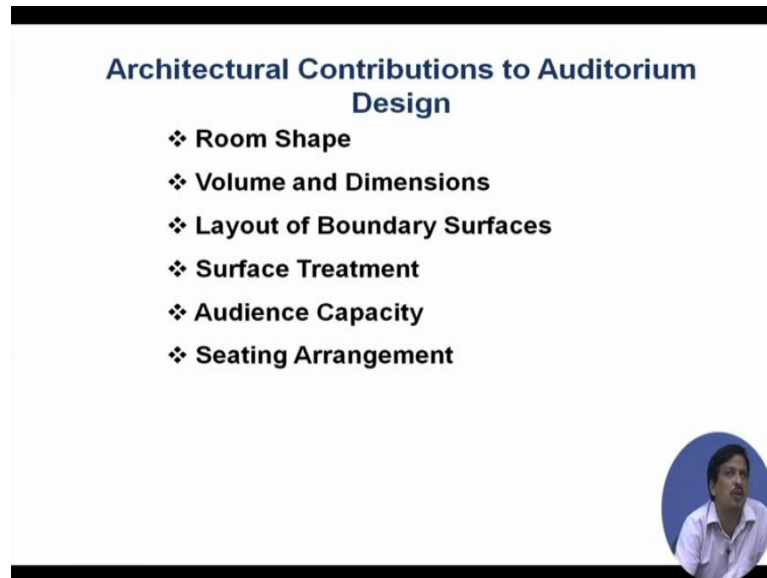 Architectural Contributions to Auditorium
Design
❖ Room Shape
❖ Volume and Dimensions
❖ Layout of Boundary Surfaces
❖ Surface Treatment
❖ Audience Capacity
❖ Seating Arrangement